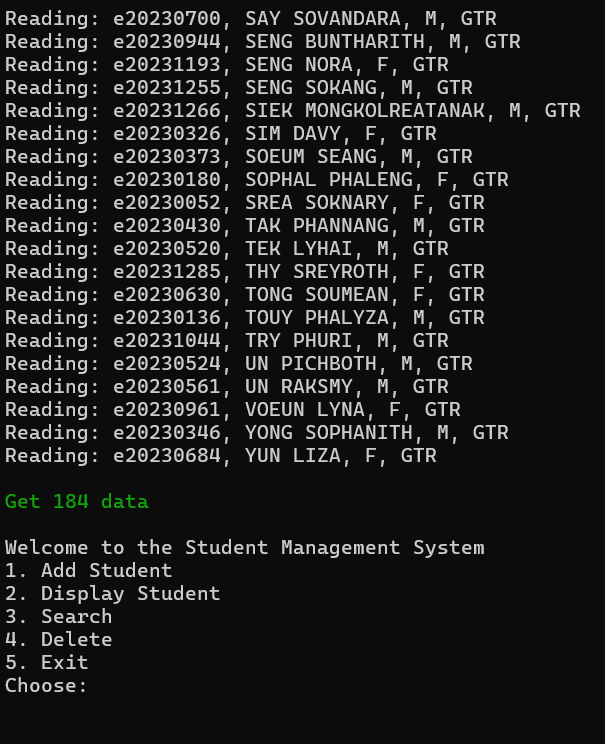 Reading: e20230700, SAY SOVANDARA, M, GTR
Reading: e20230944, SENG BUNTHARITH, M, GTR
Reading: e20231193, SENG NORA, F, GTR
Reading: e20231255, SENG SOKANG, M, GTR
Reading: e20231266, SIEK MONGKOLREATANAK, M, GTR
Reading: e20230326, SIM DAVY, F, GTR
Reading: e20230373, SOEUM SEANG, M, GTR
Reading: e20230180, SOPHAL PHALENG, F, GTR
Reading: e20230052, SREA SOKNARY, F, GTR
Reading: e20230430, TAK PHANNANG, M, GTR
Reading: e20230520, TEK LYHAI, M, GTR
Reading: e20231285, THY SREYROTH, F, GTR
Reading: e20230630, TONG SOUMEAN, F, GTR
Reading: e20230136, TOUY PHALYZA, M, GTR
Reading: e20231044, TRY PHURI, M, GTR
Reading: e20230524, UN PICHBOTH, M, GTR
Reading: e20230561, UN RAKSMY, M, GTR
Reading: e20230961, VOEUN LYNA, F, GTR
Reading: e20230346, YONG SOPHANITH, M, GTR
Reading: e20230684, YUN LIZA, F, GTR
Get 184 data
Welcome to the Student Management System
1. Add Student
2. Display Student
3. Search
4. Delete
5. Exit
Choose: